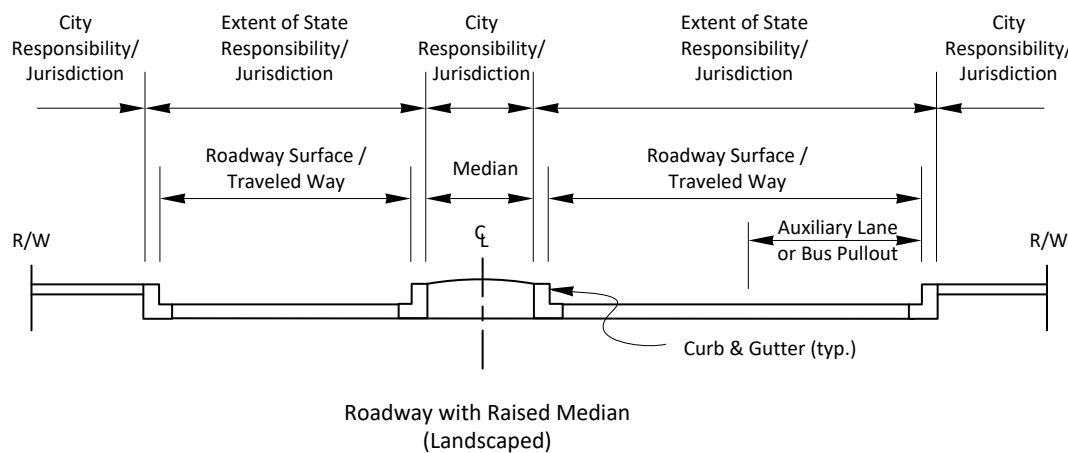 City
Responsibility/
Jurisdiction
Extent of State
Responsibility/
Jurisdiction
City
Responsibility/
Jurisdiction
Extent of State
Responsibility/
Jurisdiction
City
Responsibility/
Jurisdiction
Roadway Surface /
Traveled Way
Median
Roadway Surface /
Traveled Way
Auxiliary Lane
or Bus Pullout
R/W
℄
R/W
Curb & Gutter (typ.)
Roadway with Raised Median
(Landscaped)